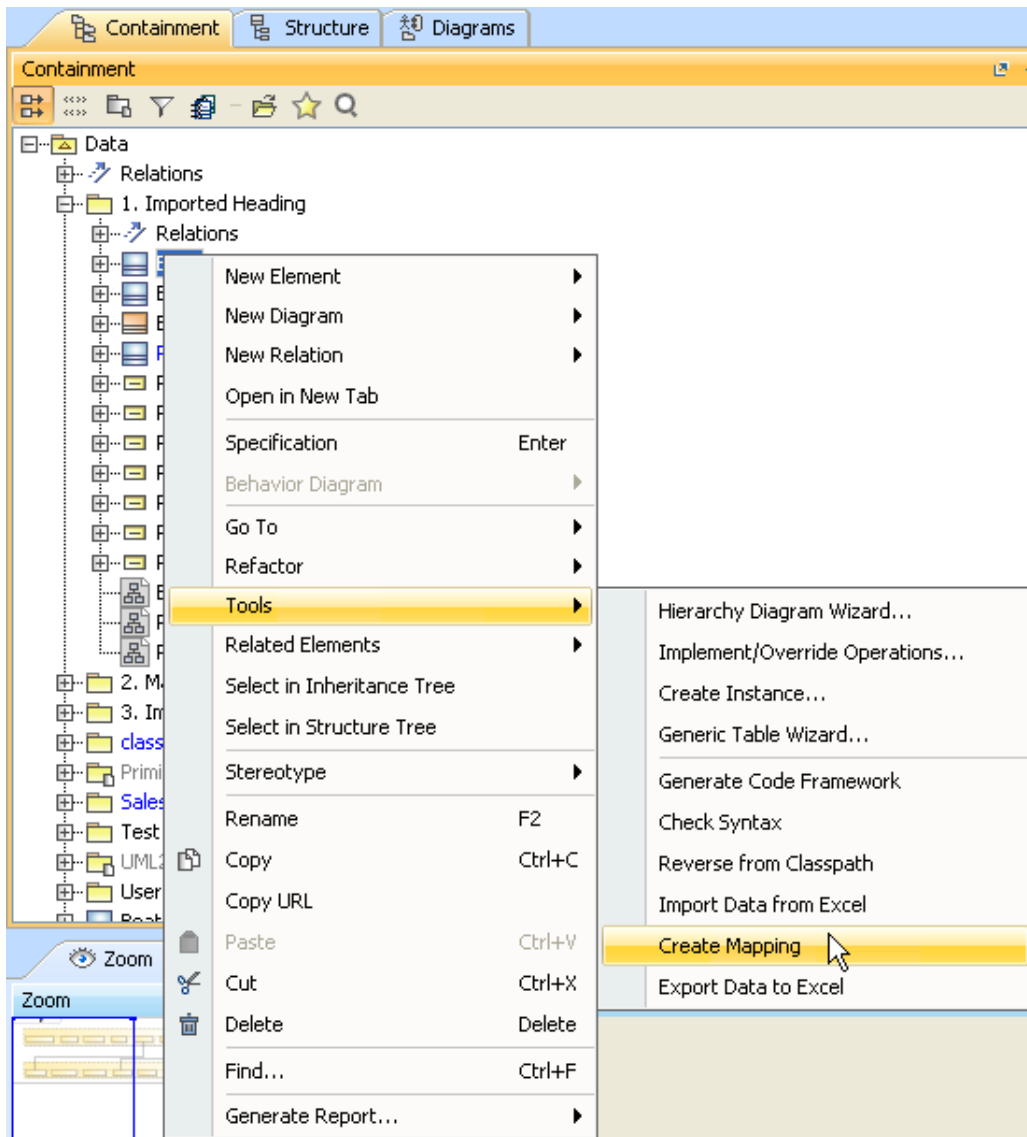 Containment Structure Diagrams
Containment
Data
Relations
1. Imported Heading
Relations
New Element
New Diagram
New Relation
Open in New Tab
Specification Enter
Behavior Diagram
Go To
Refactor
Tools
Related Elements
Select in Inheritance Tree
Select in Structure Tree
Stereotype
Rename F2
Copy Ctrl+C
Copy URL
Paste Ctrl+V
Cut Ctrl+X
Delete Delete
Find... Ctrl+F
Generate Report...
Hierarchy Diagram Wizard...
Implement/Override Operations...
Create Instance...
Generic Table Wizard...
Generate Code Framework
Check Syntax
Reverse from Classpath
Import Data from Excel
Create Mapping
Export Data to Excel
2. M
3. Im
class
Primi
Sales
Test
UML2
User
Zoom
Zoom